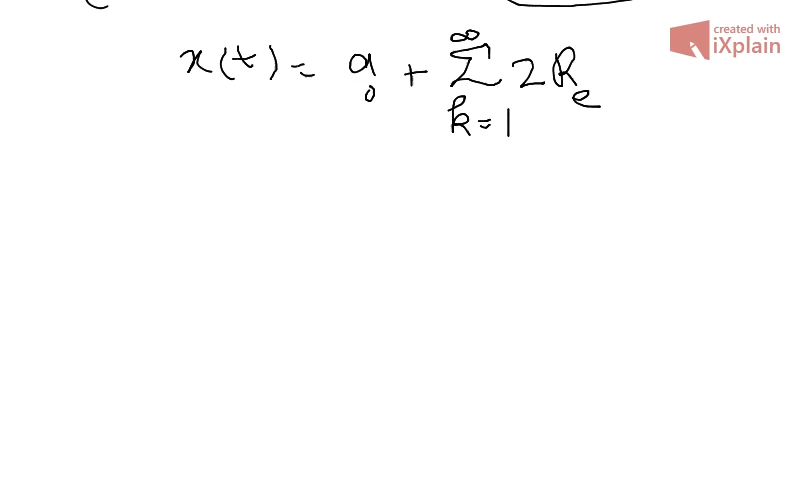 x(t) = a₀ + ∑ 2Re
∞
k=1
created with
iXplain